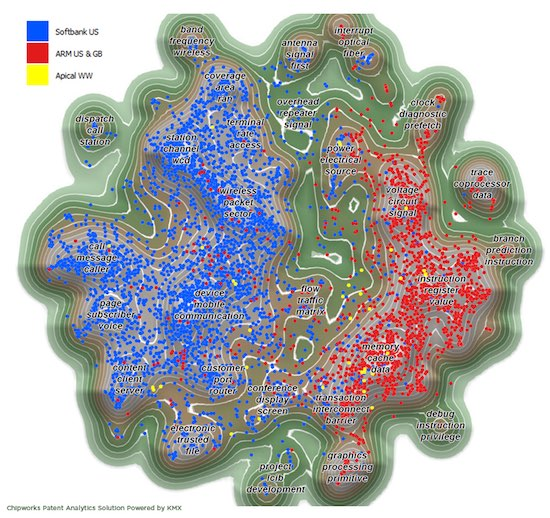 Softbank US
ARM US & GB
Apical WW
band
frequency
wireless
antenna
signal
first
interrupt
optical
fiber
coverage
area
ran
overhead
repeater
signal
clock
diagnostic
prefetch
dispatch
call
station
terminal
rate
access
station
channel
wcd
power
electrical
source
trace
coprocessor
data
wireless
packet
sector
voltage
circuit
signal
branch
prediction
instruction
call
message
caller
device
mobile
communication
flow
traffic
matrix
instruction
register
value
page
subscriber
voice
memory
cache
data
content
client
server
customer
port
router
conference
display
screen
transaction
interconnect
barrier
electronic
trusted
file
debug
instruction
privilege
graphics
processing
primitive
project
lcib
development
Chipworks Patent Analytics Solution Powered by KMX